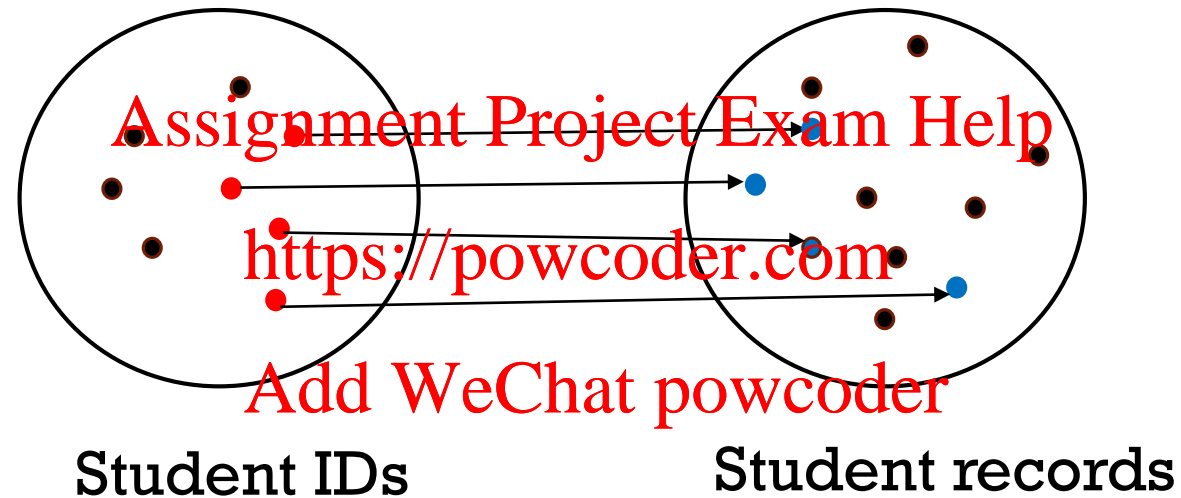 Assignment Project Exam Help
https://powcoder.com
Add WeChat powcoder
Student IDs
Student records